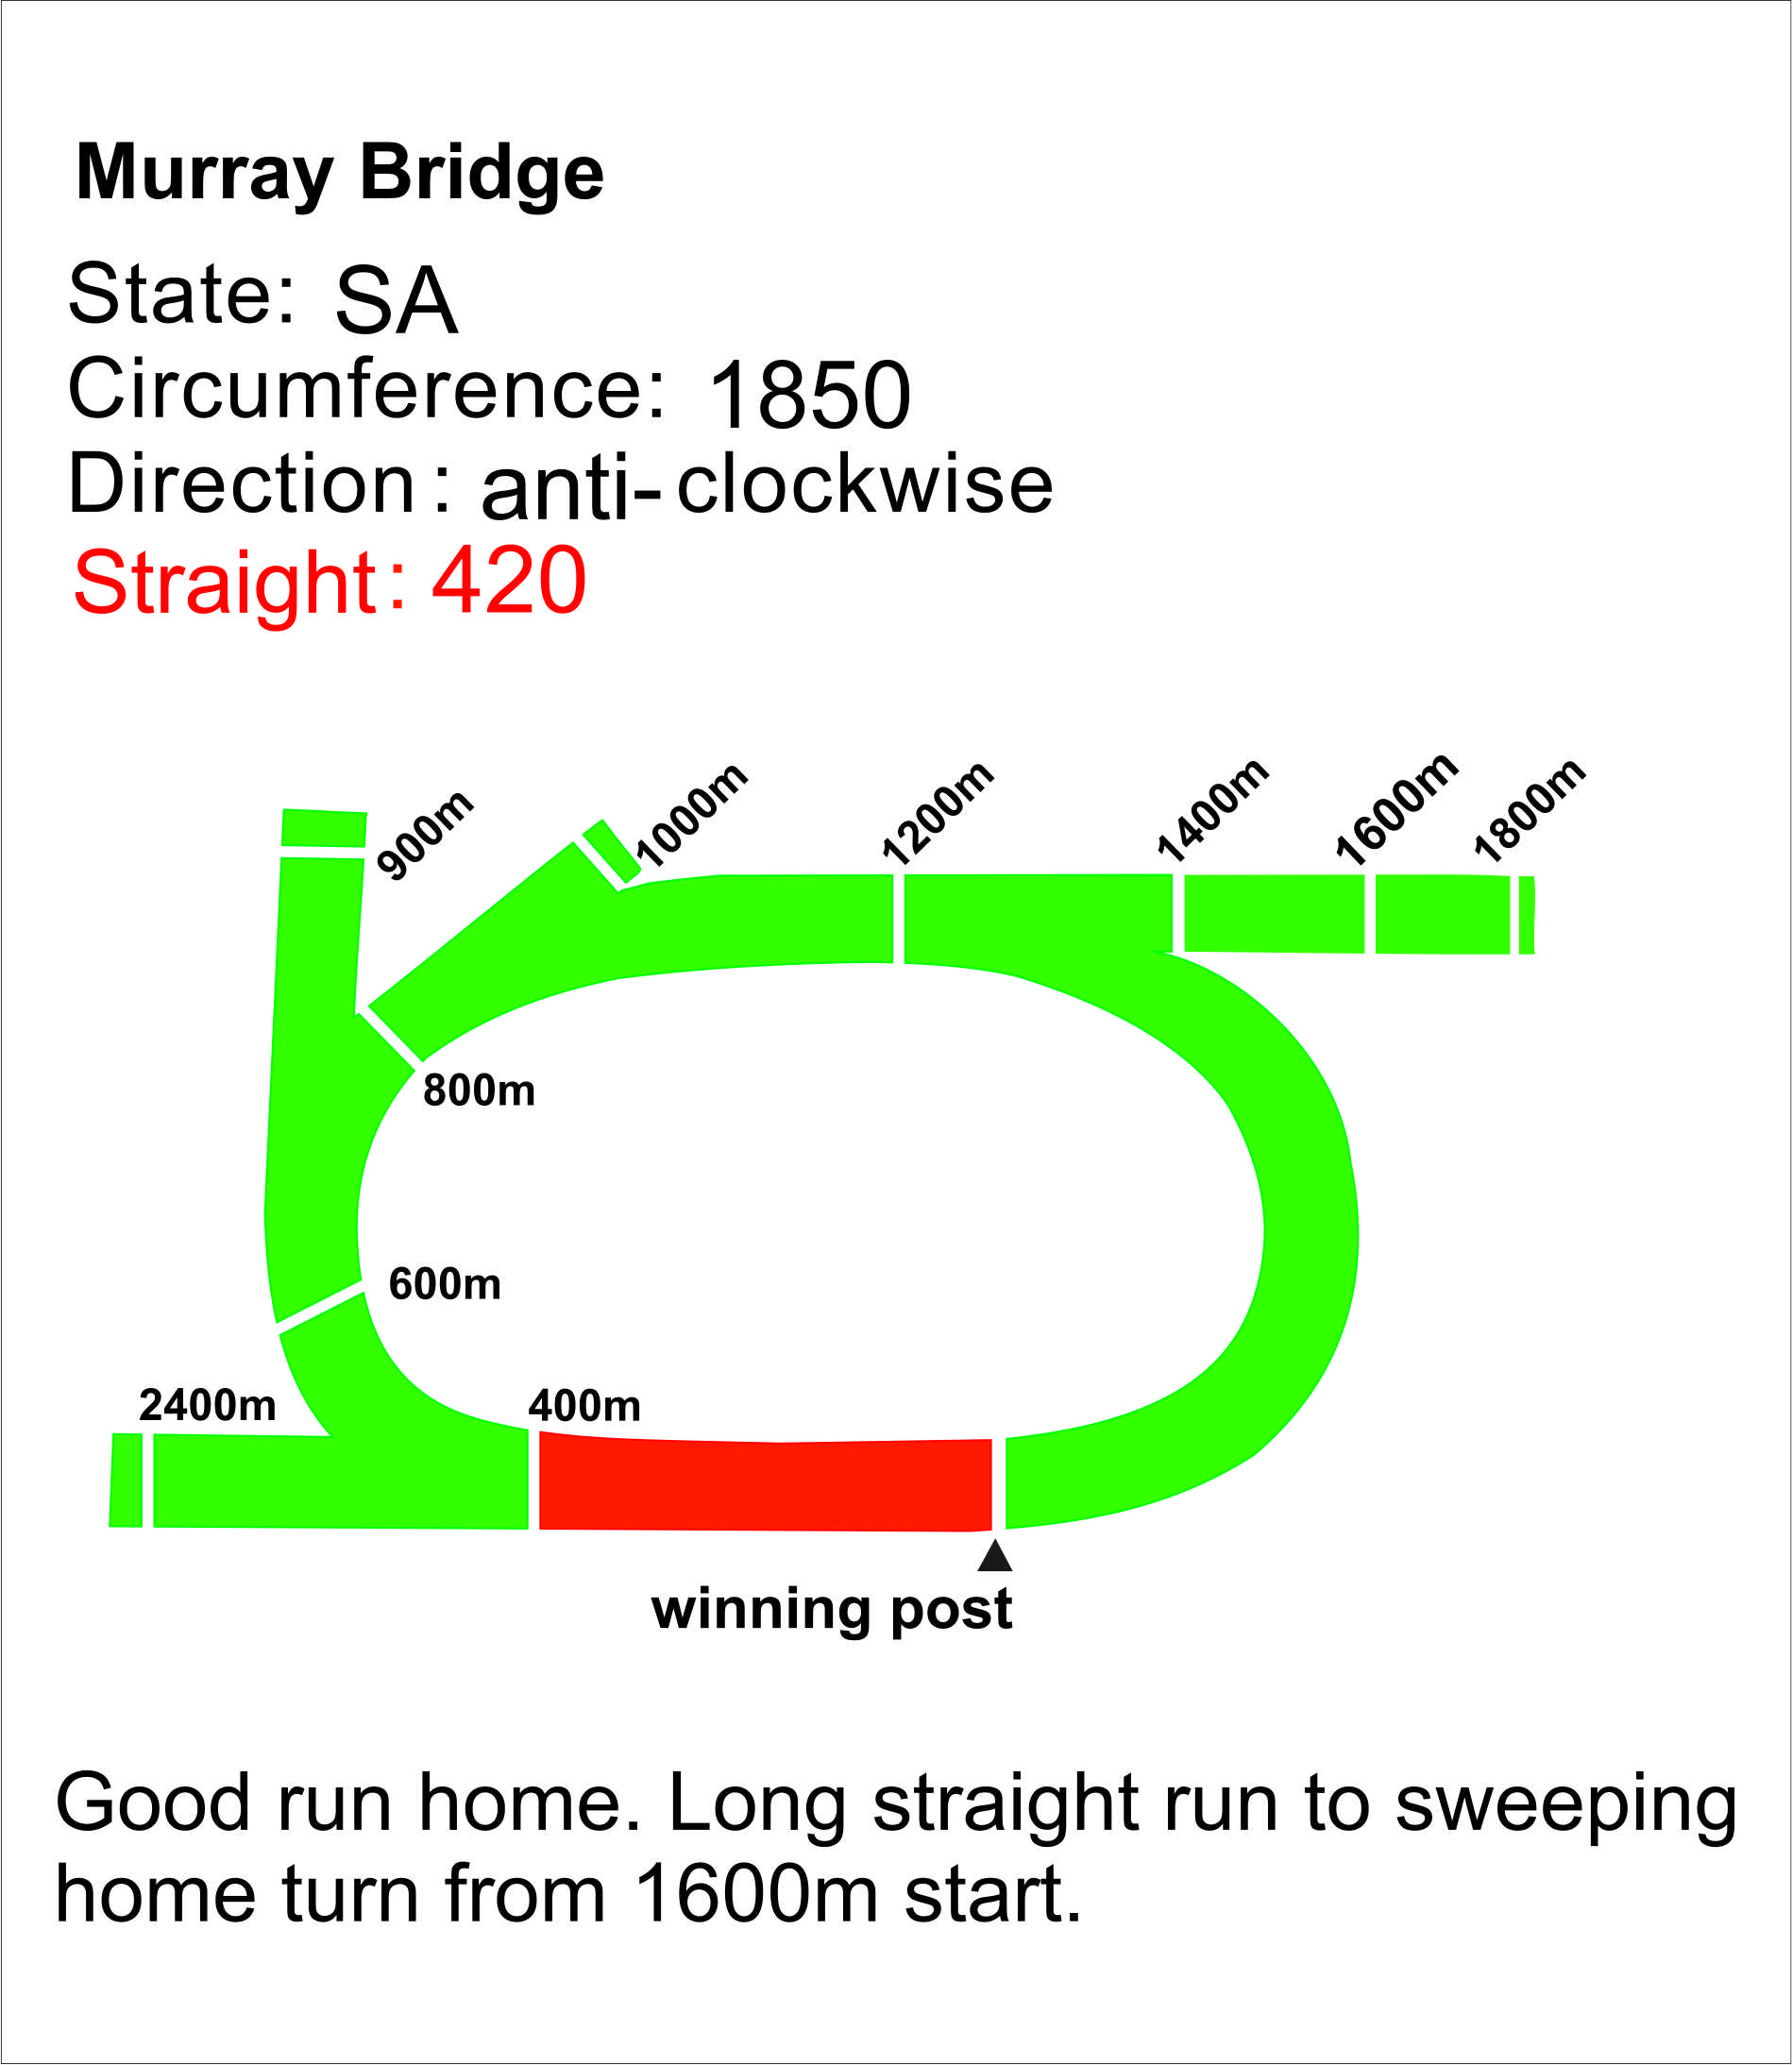 Murray Bridge
State: SA
Circumference: 1850
Direction: anti-clockwise
Straight: 420
900m
1000m
1200m
1400m
1600m
1800m
800m
600m
2400m
400m
winning post
Good run home. Long straight run to sweeping
home turn from 1600m start.